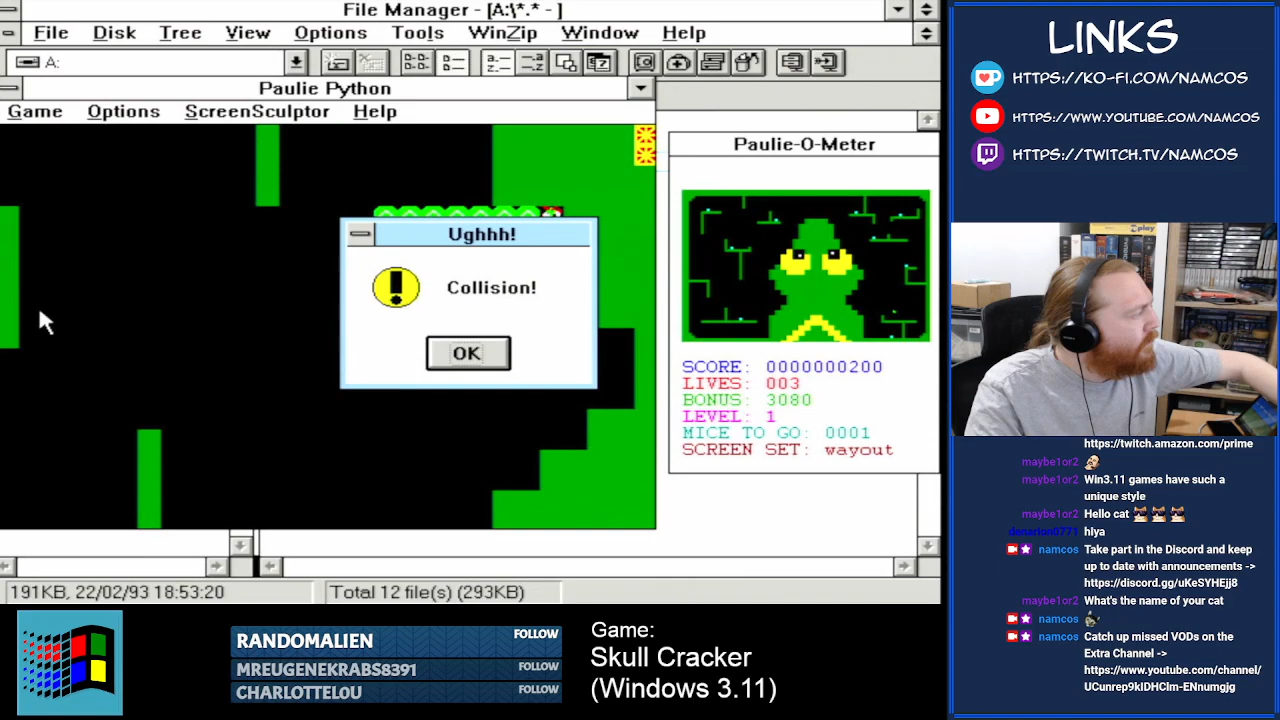 File Manager - [A:\*.* - ]
File Disk Tree View Options Tools WinZip Window Help
A:
Paulie Python
Game Options ScreenSculptor Help
Ughhh!
Collision!
OK
Paulie-O-Meter
SCORE: 0000000200
LIVES: 003
BONUS: 3080
LEVEL: 1
MICE TO GO: 0001
SCREEN SET: wayout
191KB, 22/02/93 18:53:20
Total 12 file(s) (293KB)
LINKS
HTTPS://KO-FI.COM/NAMCOS
HTTPS://WWW.YOUTUBE.COM/NAMCOS
HTTPS://TWITCH.TV/NAMCOS
https://twitch.amazon.com/prime
maybe1or2
maybe1or2 Win3.11 games have such a
unique style
maybe1or2 Hello cat
danarion0771 hiya
namcos Take part in the Discord and keep
up to date with announcements ->
https://discord.gg/uKeSYHEjj8
maybe1or2 What's the name of your cat
namcos
namcos Catch up missed VODs on the
Extra Channel ->
https://www.youtube.com/channel/
UCunrep9kIDHClm-ENnumgjg
RANDOMALIEN FOLLOW
MREUGENEKRABS8391 FOLLOW
CHARLOTTELOU FOLLOW
Game:
Skull Cracker
(Windows 3.11)